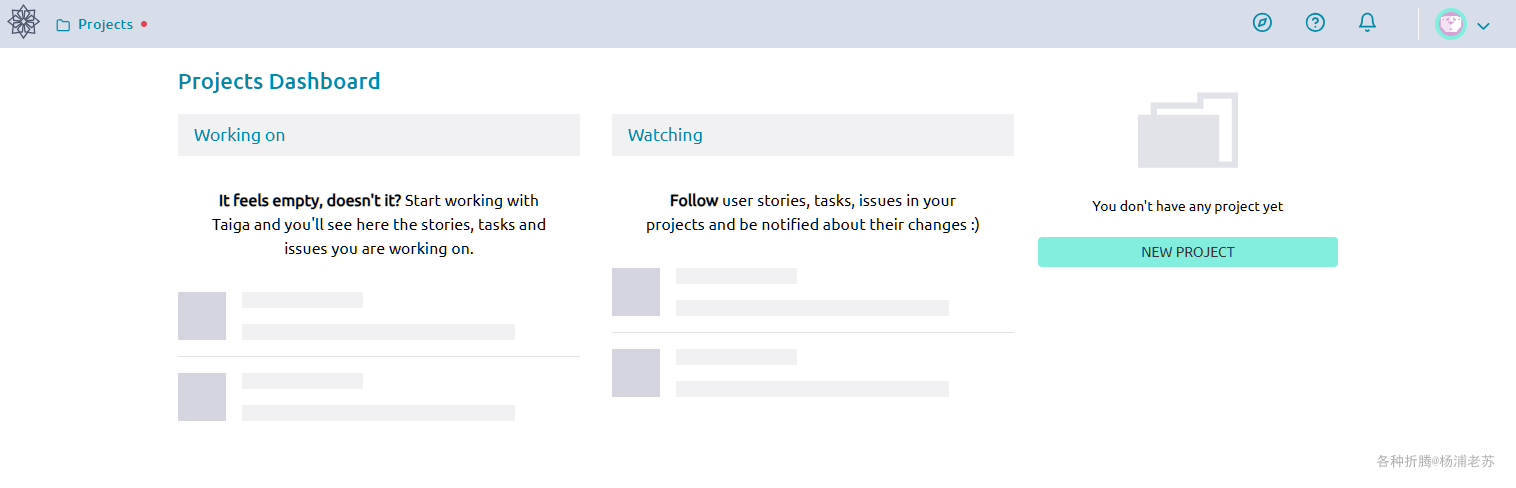 Projects
Projects Dashboard
Working on
It feels empty, doesn't it? Start working with
Taiga and you'll see here the stories, tasks and
issues you are working on.
Watching
Follow user stories, tasks, issues in your
projects and be notified about their changes :)
You don't have any project yet
NEW PROJECT
各种折腾@杨浦老苏